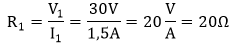 R₁ = V₁/I₁ = 30V/1,5A = 20 V/A = 20Ω